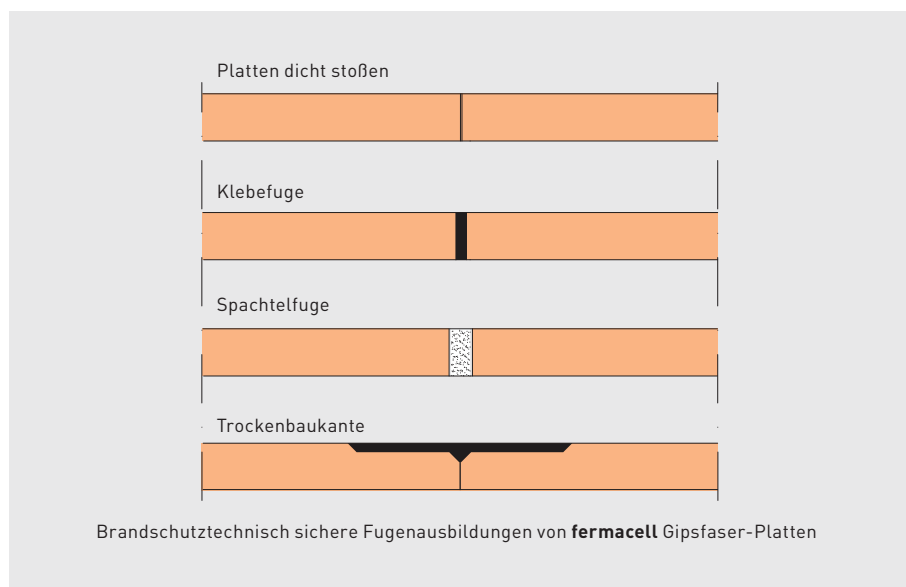 Platten dicht stoßen
Klebefuge
Spachtelfuge
Trockenbaukante
Brandschutztechnisch sichere Fugenausbildungen von fermacell Gipsfaser-Platten